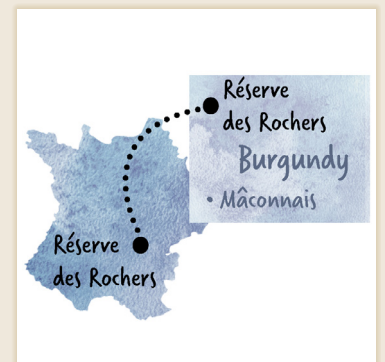 Réserve
des Rochers
Burgundy
• Mâconnais
Réserve
des Rochers